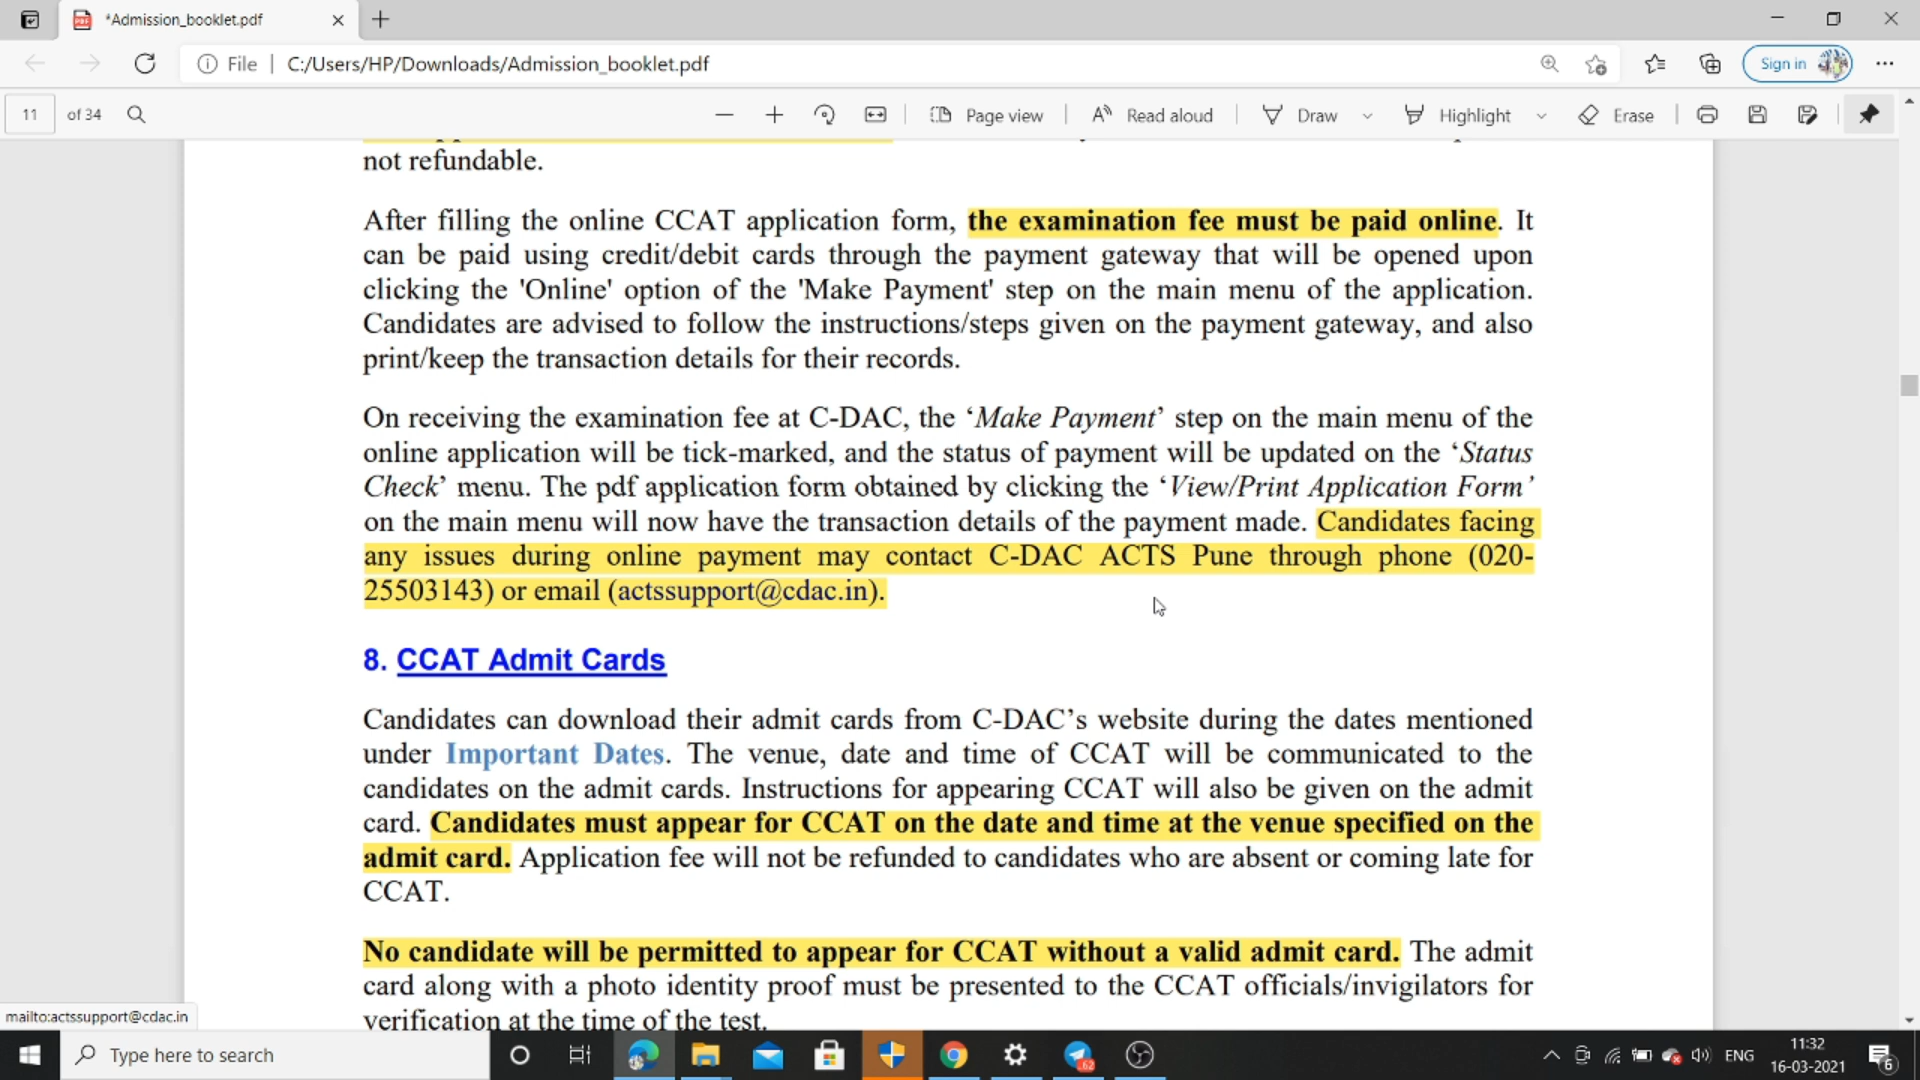 *Admission_booklet.pdf
File | C:/Users/HP/Downloads/Admission_booklet.pdf
Sign in
11 of 34
Page view
Read aloud
Draw
Highlight
Erase
not refundable.
After filling the online CCAT application form, the examination fee must be paid online. It
can be paid using credit/debit cards through the payment gateway that will be opened upon
clicking the 'Online' option of the 'Make Payment' step on the main menu of the application.
Candidates are advised to follow the instructions/steps given on the payment gateway, and also
print/keep the transaction details for their records.
On receiving the examination fee at C-DAC, the ‘Make Payment’ step on the main menu of the
online application will be tick-marked, and the status of payment will be updated on the ‘Status
Check’ menu. The pdf application form obtained by clicking the ‘View/Print Application Form’
on the main menu will now have the transaction details of the payment made. Candidates facing
any issues during online payment may contact C-DAC ACTS Pune through phone (020-
25503143) or email (actssupport@cdac.in).
8. CCAT Admit Cards
Candidates can download their admit cards from C-DAC’s website during the dates mentioned
under Important Dates. The venue, date and time of CCAT will be communicated to the
candidates on the admit cards. Instructions for appearing CCAT will also be given on the admit
card. Candidates must appear for CCAT on the date and time at the venue specified on the
admit card. Application fee will not be refunded to candidates who are absent or coming late for
CCAT.
No candidate will be permitted to appear for CCAT without a valid admit card. The admit
card along with a photo identity proof must be presented to the CCAT officials/invigilators for
verification at the time of the test.
mailto:actssupport@cdac.in
Type here to search
62
ENG
11:32
16-03-2021
6